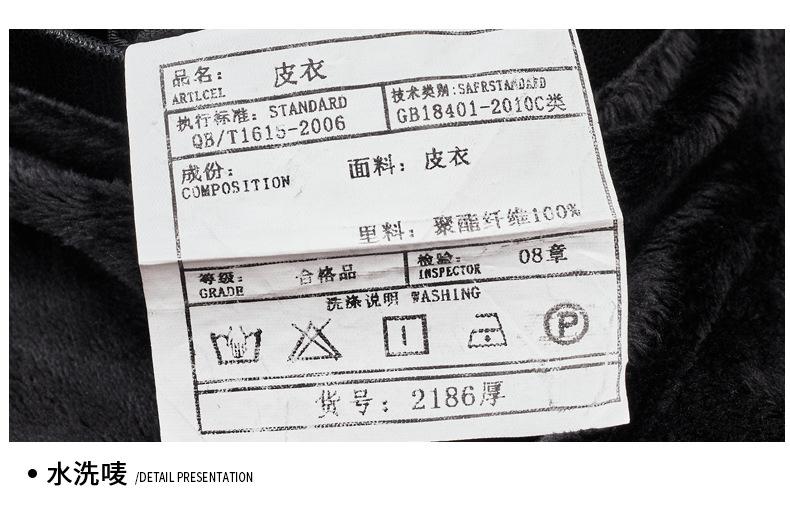 品名: 皮衣
ARTLCEL
执行标准: STANDARD
QB/T1615-2006
技术类别:SAFRSTANDAFD
GB18401-2010C类
成份:
COMPOSITION
面料: 皮衣
里料: 聚酯纤维100%
等级:
GRADE
合格品
检验:
INSPECTOR
08章
洗涤说明 WASHING
P
货号: 2186厚
• 水洗唛 /DETAIL PRESENTATION